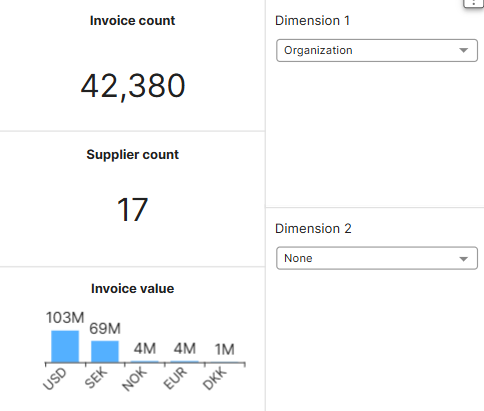 Invoice count
42,380
Supplier count
17
Invoice value
103M
69M
4M
4M
1M
USD
SEK
NOK
EUR
DKK
Dimension 1
Organization
Dimension 2
None